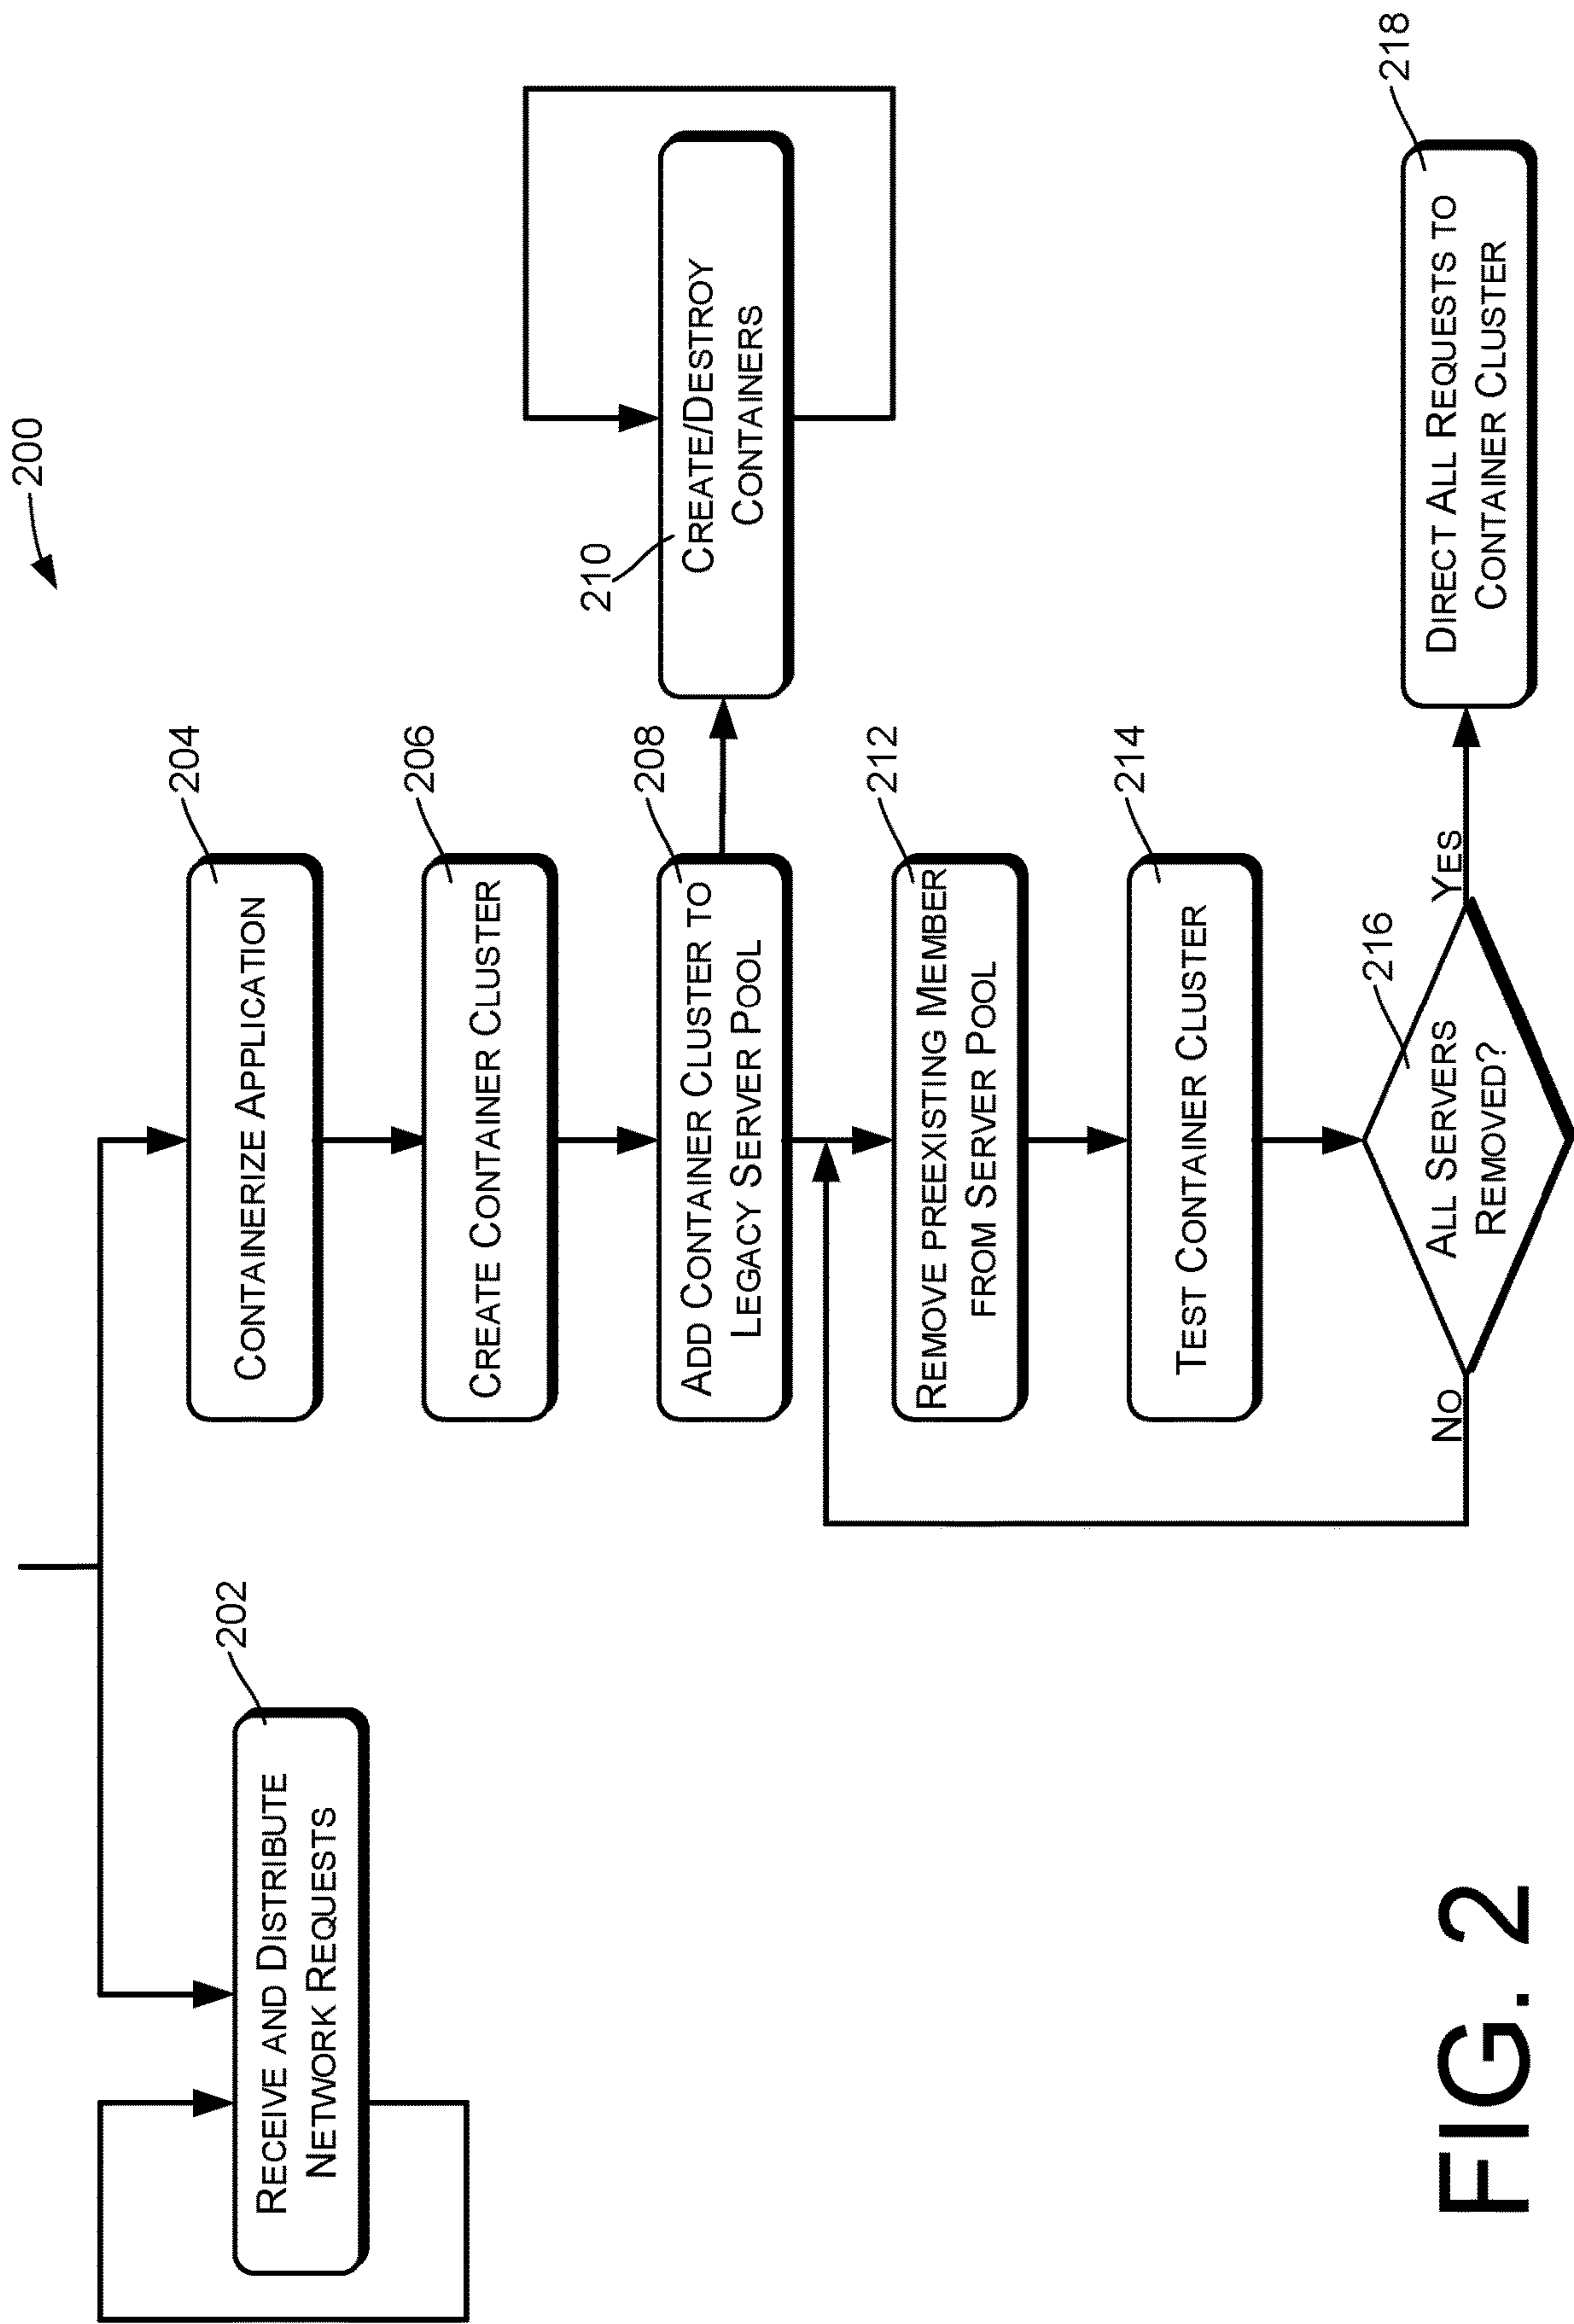 200
202
RECEIVE AND DISTRIBUTE
NETWORK REQUESTS
204
CONTAINERIZE APPLICATION
206
CREATE CONTAINER CLUSTER
208
ADD CONTAINER CLUSTER TO
LEGACY SERVER POOL
210
CREATE/DESTROY
CONTAINERS
212
REMOVE PREEXISTING MEMBER
FROM SERVER POOL
214
TEST CONTAINER CLUSTER
216
ALL SERVERS
REMOVED?
NO
YES
218
DIRECT ALL REQUESTS TO
CONTAINER CLUSTER
FIG. 2